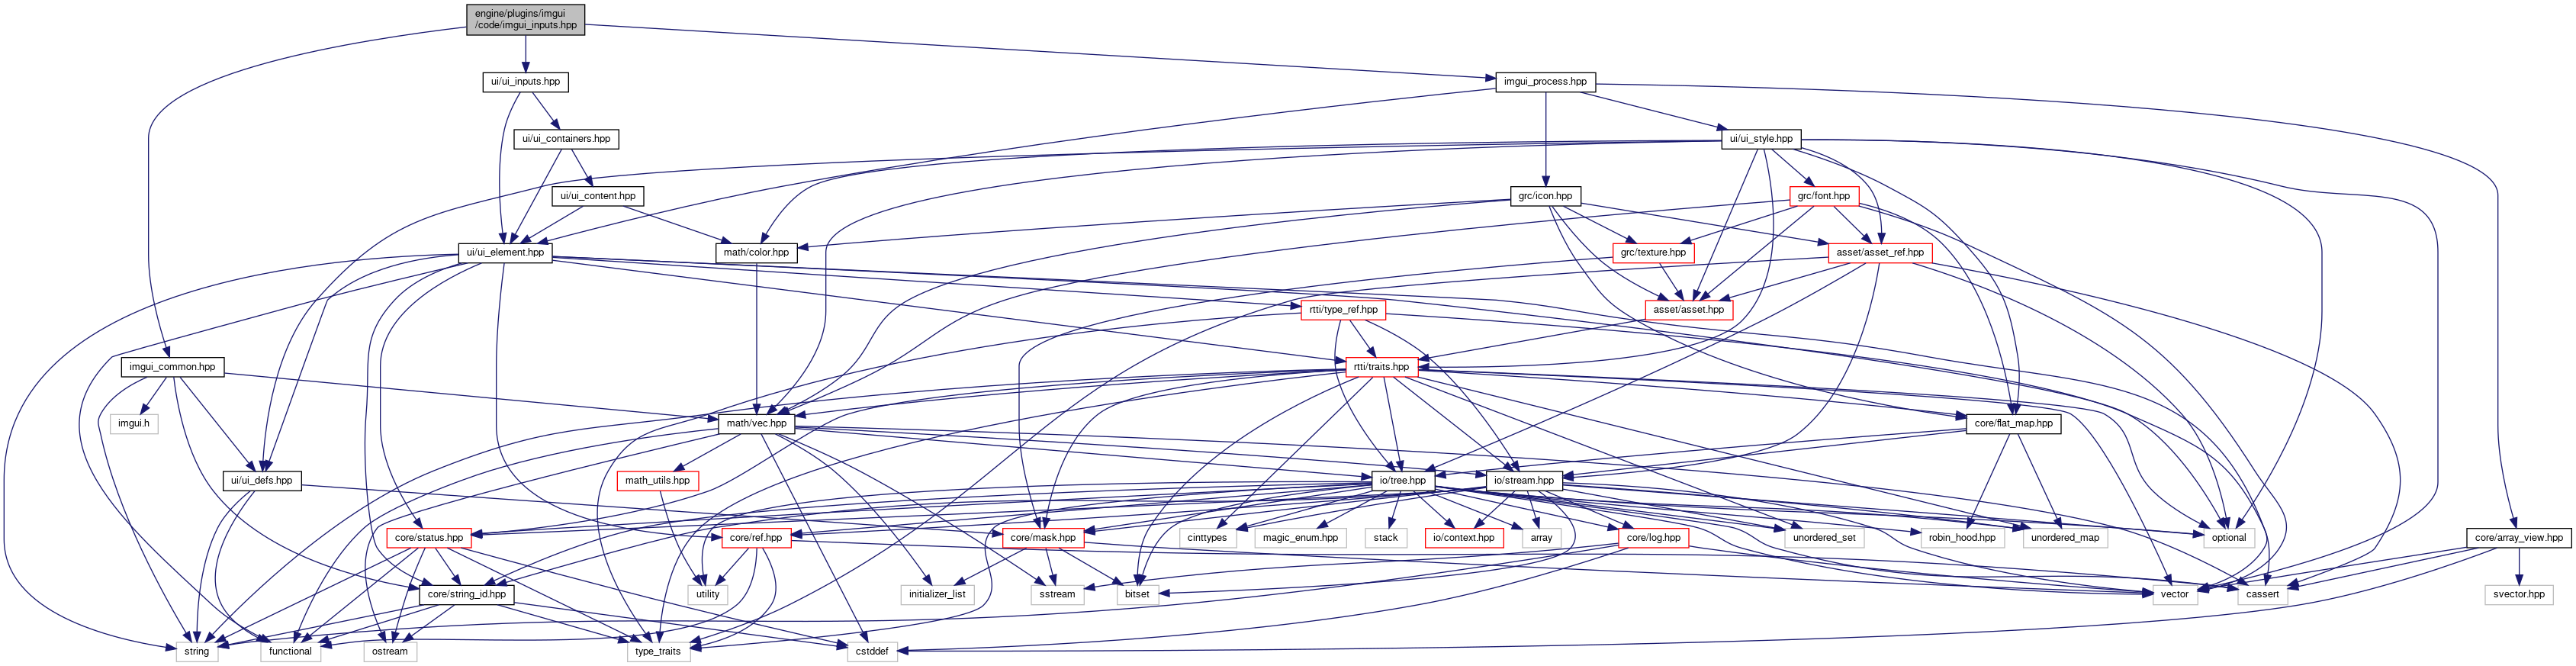 engine/plugins/imgui
/code/imgui_inputs.hpp
ui/ui_inputs.hpp
imgui_process.hpp
ui/ui_containers.hpp
ui/ui_style.hpp
ui/ui_content.hpp
grc/icon.hpp
grc/font.hpp
ui/ui_element.hpp
math/color.hpp
grc/texture.hpp
asset/asset_ref.hpp
rtti/type_ref.hpp
asset/asset.hpp
imgui_common.hpp
rtti/traits.hpp
imgui.h
math/vec.hpp
core/flat_map.hpp
ui/ui_defs.hpp
math_utils.hpp
io/tree.hpp
io/stream.hpp
core/status.hpp
core/ref.hpp
core/mask.hpp
cinttypes
magic_enum.hpp
stack
io/context.hpp
array
core/log.hpp
unordered_set
robin_hood.hpp
unordered_map
optional
core/array_view.hpp
core/string_id.hpp
utility
initializer_list
sstream
bitset
vector
cassert
svector.hpp
string
functional
ostream
type_traits
cstddef